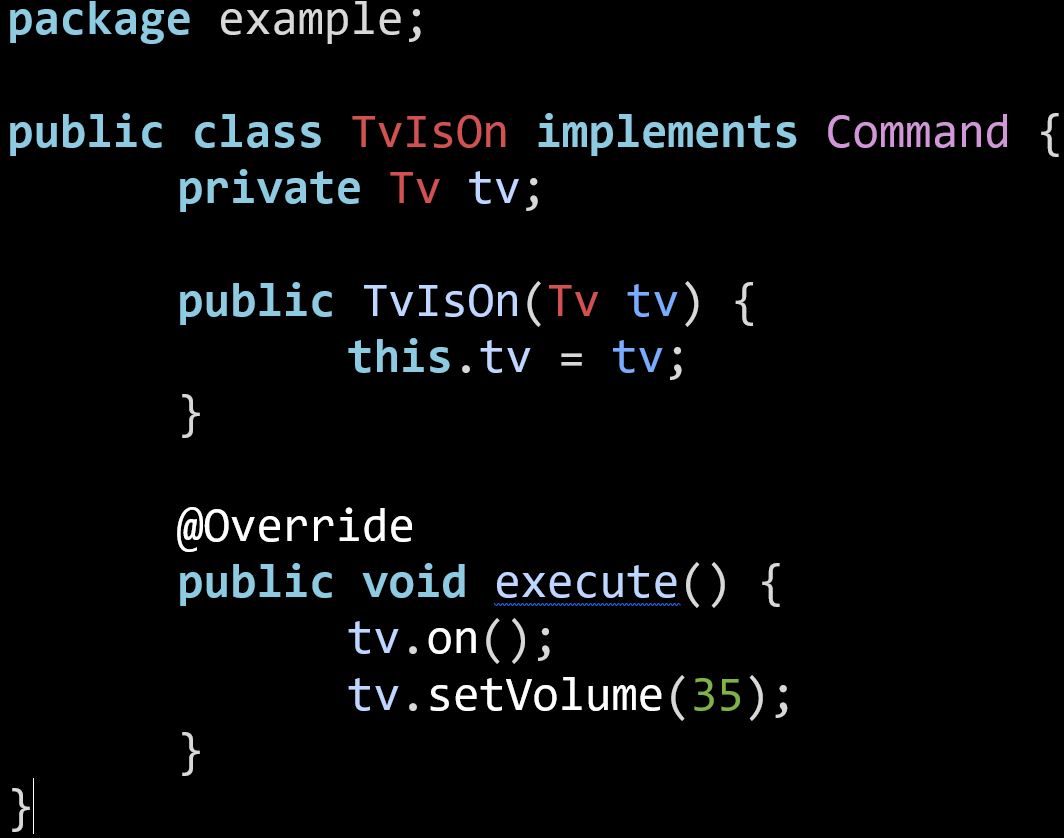 package example;
public class TvIsOn implements Command {
private Tv tv;
public TvIsOn(Tv tv) {
this.tv = tv;
}
@Override
public void execute() {
tv.on();
tv.setVolume(35);
}
}